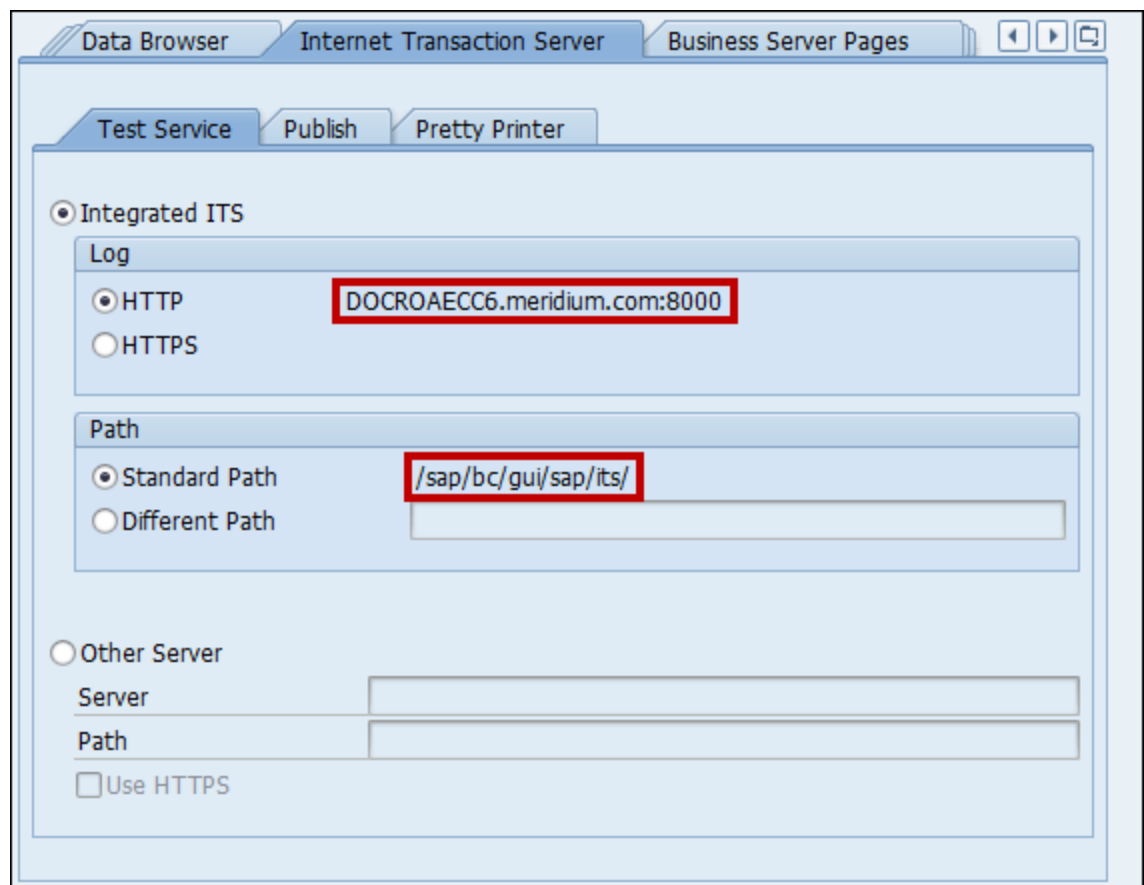 Data Browser Internet Transaction Server Business Server Pages
Test Service Publish Pretty Printer
Integrated ITS
Log
HTTP DOCROAECC6.meridium.com:8000
HTTPS
Path
Standard Path /sap/bc/gui/sap/its/
Different Path
Other Server
Server
Path
Use HTTPS